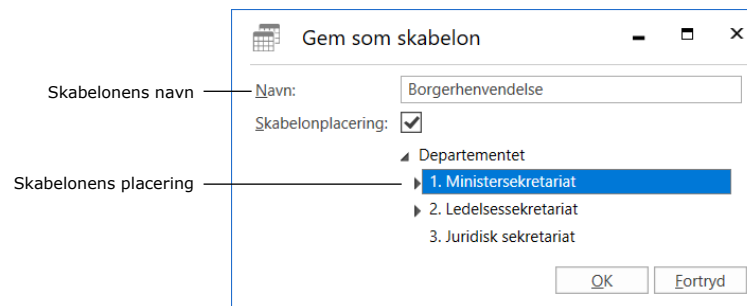 Gem som skabelon
Skabelonens navn
Navn:
Borgerhenvendelse
Skabelonplacering:
Departementet
Skabelonens placering
1. Ministersekretariat
2. Ledelsessekretariat
3. Juridisk sekretariat
OK
Fortryd